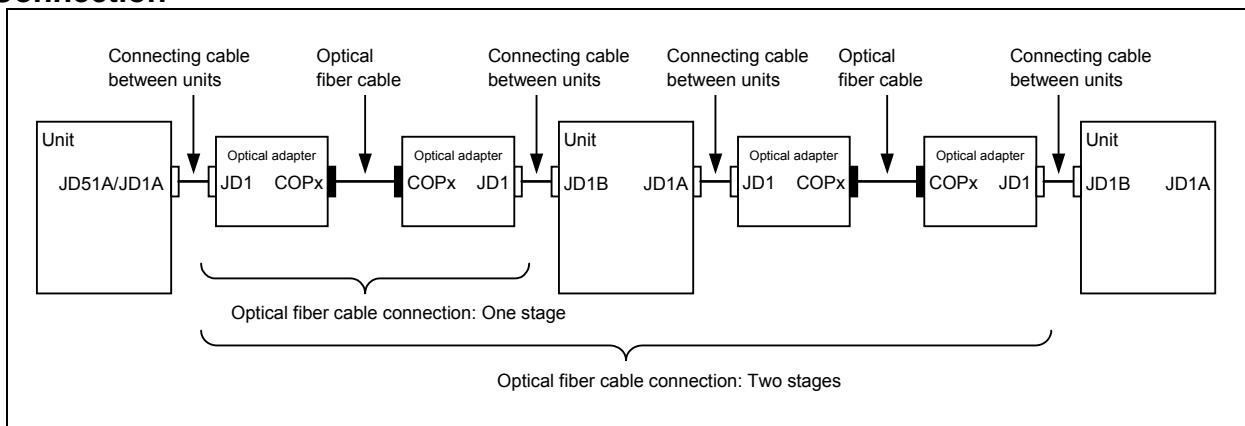 Connection
Connecting cable
between units
Optical
fiber cable
Connecting cable
between units
Connecting cable
between units
Optical
fiber cable
Connecting cable
between units
Unit
JD51A/JD1A
Optical adapter
JD1 COPx
Optical adapter
COPx JD1
Unit
JD1B JD1A
Optical adapter
JD1 COPx
Optical adapter
COPx JD1
Unit
JD1B JD1A
Optical fiber cable connection: One stage
Optical fiber cable connection: Two stages